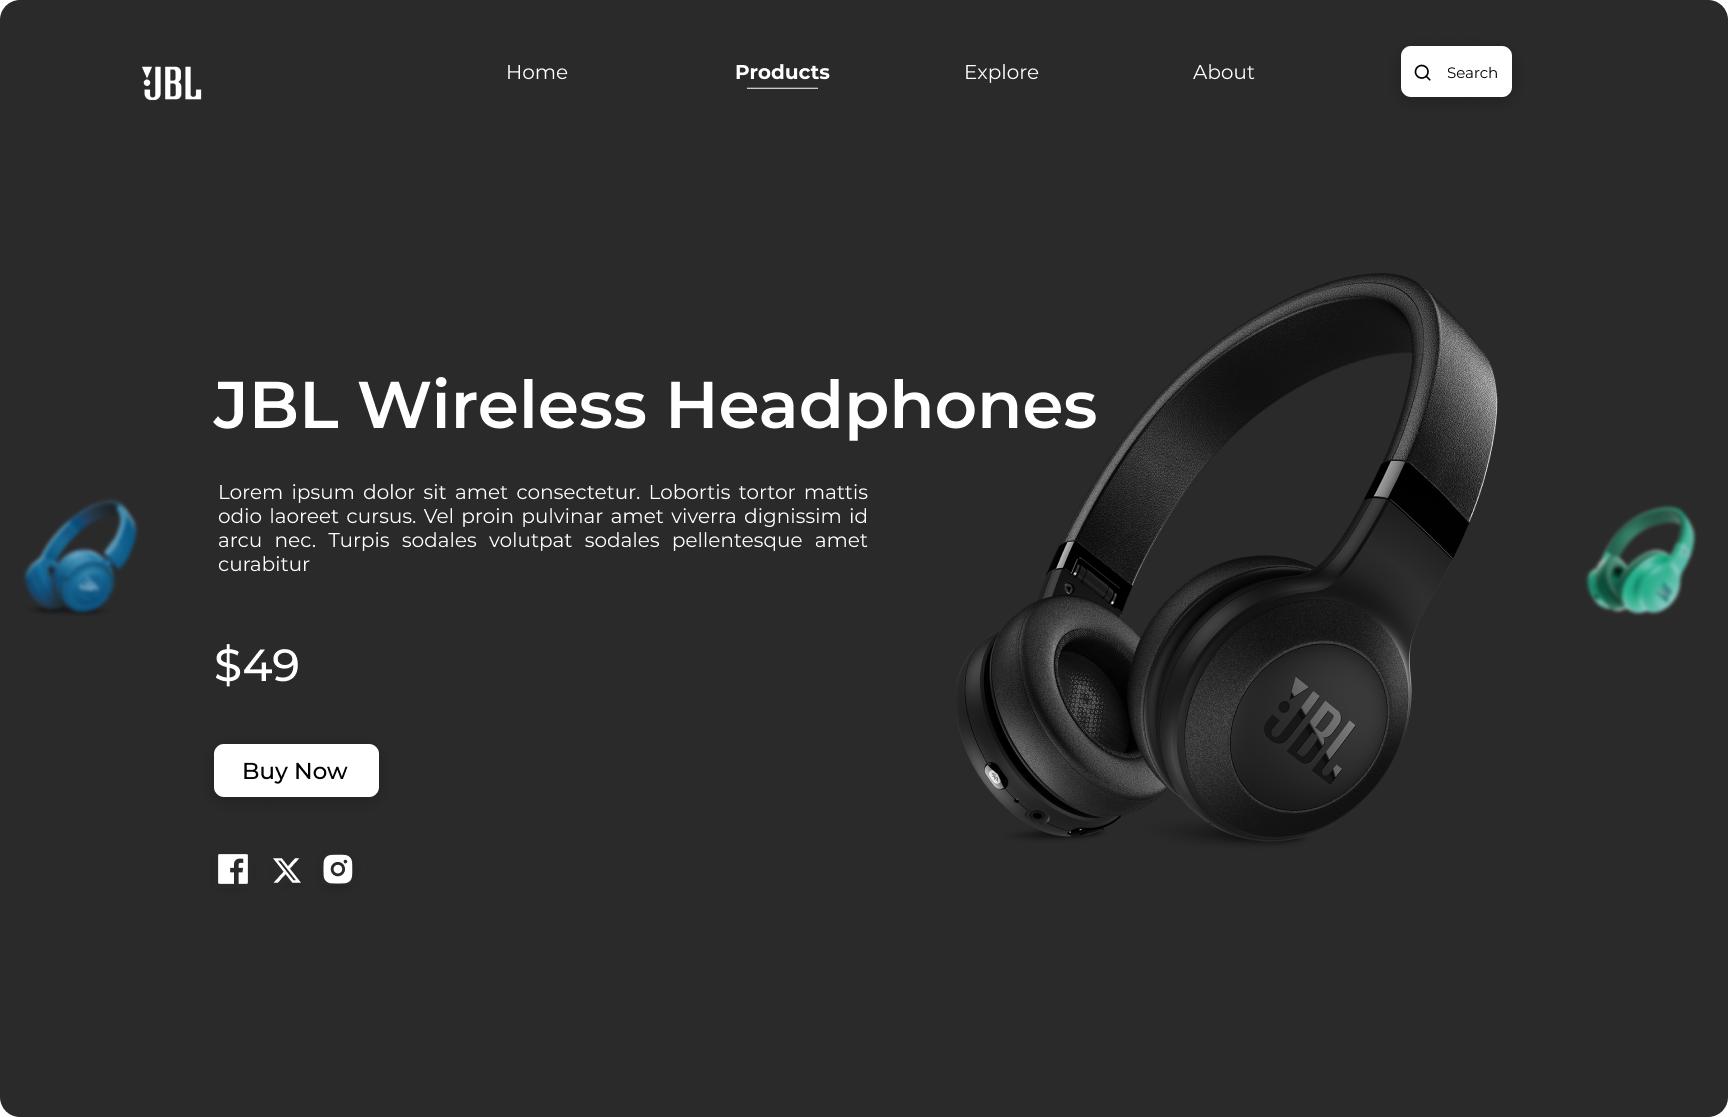 JBL
Home
Products
Explore
About
Search
JBL Wireless Headphones
Lorem ipsum dolor sit amet consectetur. Lobortis tortor mattis
odio laoreet cursus. Vel proin pulvinar amet viverra dignissim id
arcu nec. Turpis sodales volutpat sodales pellentesque amet
curabitur
$49
Buy Now
JBL